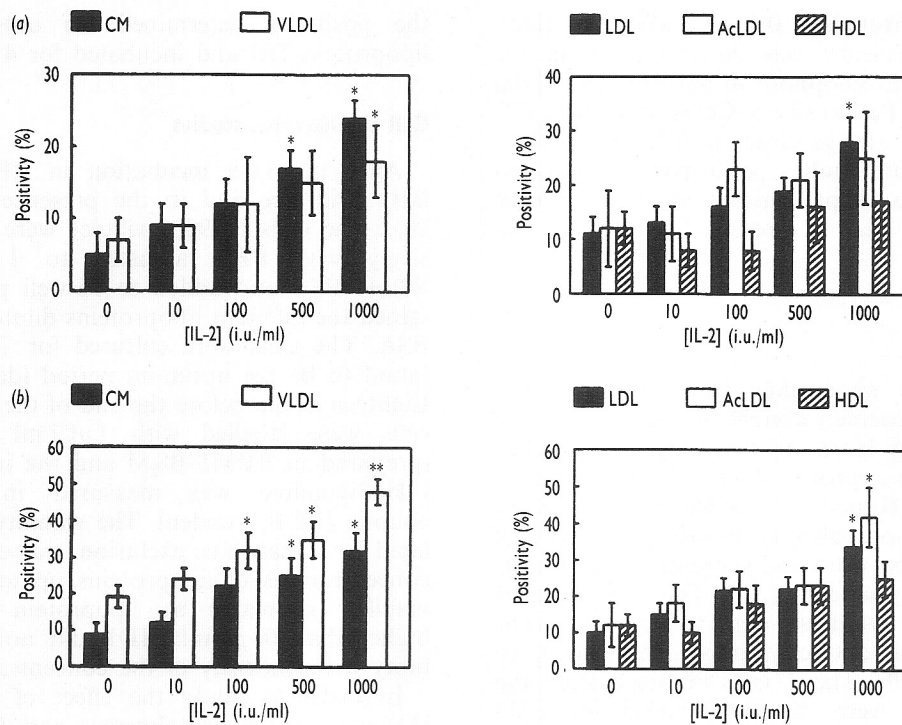 (a)
CM VLDL
30
20
10
0
Positivity (%)
* * *
0 10 100 500 1000
[IL-2] (i.u./ml)
LDL AcLDL HDL
40
30
20
10
0
Positivity (%)
*
0 10 100 500 1000
[IL-2] (i.u./ml)
(b)
CM VLDL
60
50
40
30
20
10
0
Positivity (%)
* * * * **
0 10 100 500 1000
[IL-2] (i.u./ml)
LDL AcLDL HDL
60
50
40
30
20
10
0
Positivity (%)
* *
0 10 100 500 1000
[IL-2] (i.u./ml)